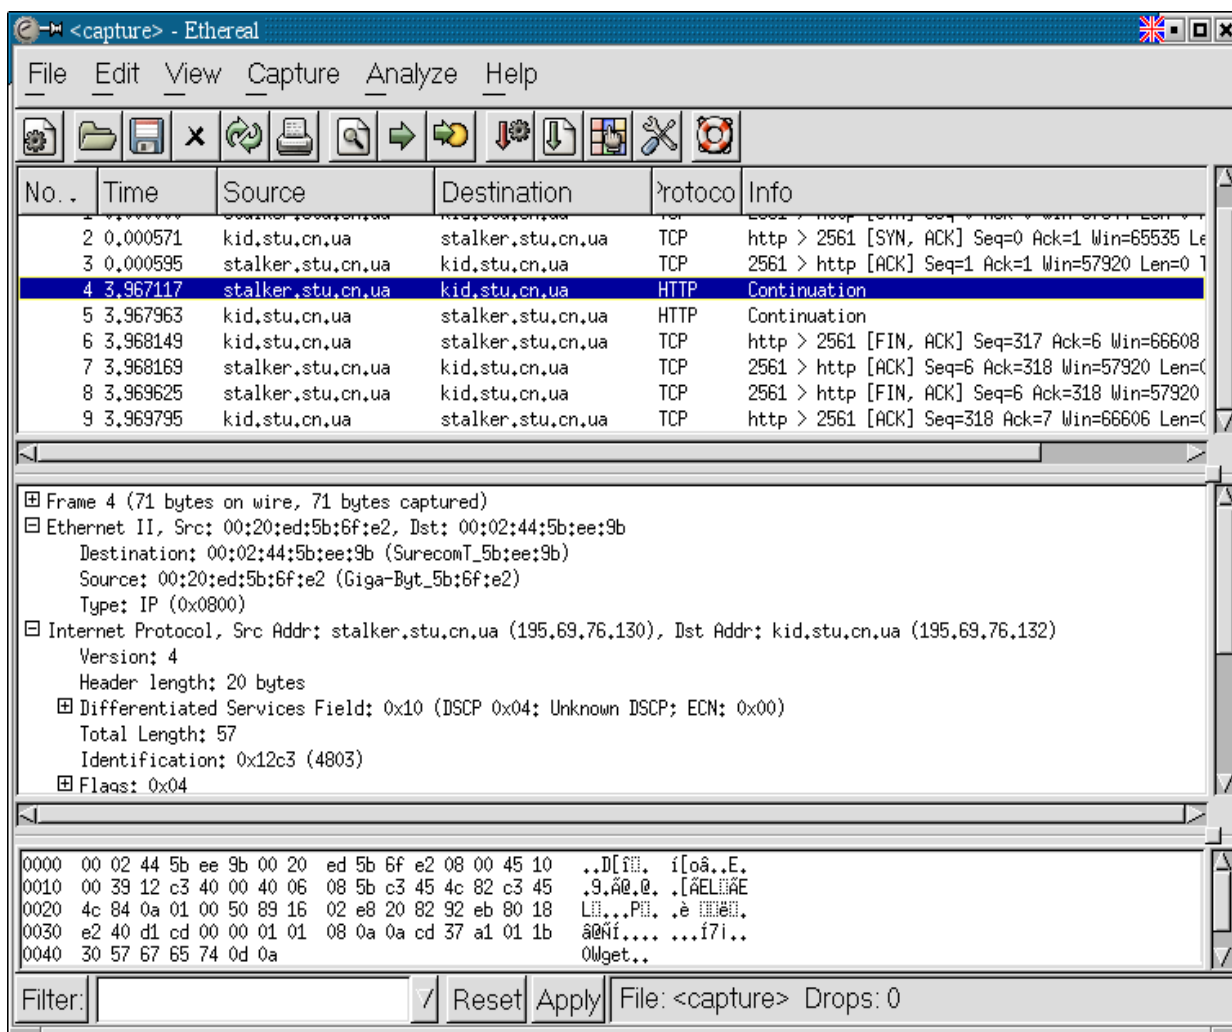 <capture> - Ethereal
File Edit View Capture Analyze Help
No. . Time Source Destination Protoco Info
2 0.000571 kid.stu.cn.ua stalker.stu.cn.ua TCP http > 2561 [SYN, ACK] Seq=0 Ack=1 Win=65535 Le
3 0.000595 stalker.stu.cn.ua kid.stu.cn.ua TCP 2561 > http [ACK] Seq=1 Ack=1 Win=57920 Len=0 T
4 3.967117 stalker.stu.cn.ua kid.stu.cn.ua HTTP Continuation
5 3.967963 kid.stu.cn.ua stalker.stu.cn.ua HTTP Continuation
6 3.968149 kid.stu.cn.ua stalker.stu.cn.ua TCP http > 2561 [FIN, ACK] Seq=317 Ack=6 Win=66608
7 3.968169 stalker.stu.cn.ua kid.stu.cn.ua TCP 2561 > http [ACK] Seq=6 Ack=318 Win=57920 Len=0
8 3.969625 stalker.stu.cn.ua kid.stu.cn.ua TCP 2561 > http [FIN, ACK] Seq=6 Ack=318 Win=57920
9 3.969795 kid.stu.cn.ua stalker.stu.cn.ua TCP http > 2561 [ACK] Seq=318 Ack=7 Win=66606 Len=0
Frame 4 (71 bytes on wire, 71 bytes captured)
Ethernet II, Src: 00:20:ed:5b:6f:e2, Dst: 00:02:44:5b:ee:9b
Destination: 00:02:44:5b:ee:9b (SurecomT_5b:ee:9b)
Source: 00:20:ed:5b:6f:e2 (Giga-Byt_5b:6f:e2)
Type: IP (0x0800)
Internet Protocol, Src Addr: stalker.stu.cn.ua (195.69.76.130), Dst Addr: kid.stu.cn.ua (195.69.76.132)
Version: 4
Header length: 20 bytes
Differentiated Services Field: 0x10 (DSCP 0x04: Unknown DSCP; ECN: 0x00)
Total Length: 57
Identification: 0x12c3 (4803)
Flags: 0x04
0000 00 02 44 5b ee 9b 00 20 ed 5b 6f e2 08 00 45 10 ..D[î. í[oâ..E.
0010 00 39 12 c3 40 00 40 06 08 5b c3 45 4c 82 c3 45 .9.Ã@.@. .[ÃELÃE
0020 4c 84 0a 01 00 50 89 16 02 e8 20 82 92 eb 80 18 L...P. .è ë.
0030 e2 40 d1 cd 00 00 01 01 08 0a 0a cd 37 a1 01 1b â@ÑÍ.... ...Í7¡..
0040 30 57 67 65 74 0d 0a 0Wget..
Filter: Reset Apply File: <capture> Drops: 0